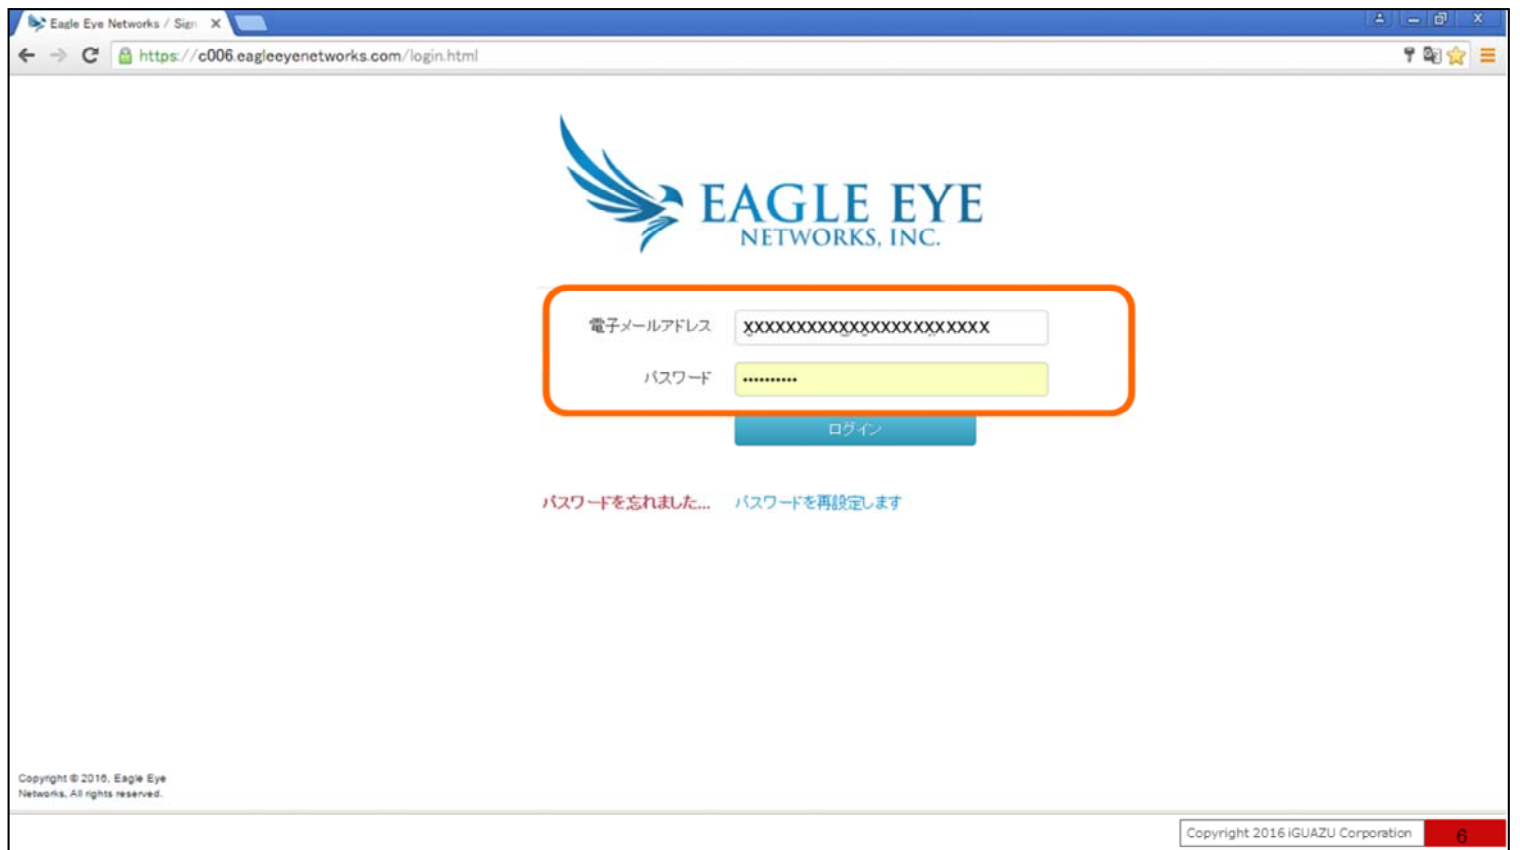 Eagle Eye Networks / Sign
https://c006.eagleeyenetworks.com/login.html
EAGLE EYE
NETWORKS, INC.
電子メールアドレス XXXXXXXXXXXXXXXXXXXXXXX
パスワード ••••••••••
ログイン
パスワードを忘れました... パスワードを再設定します
Copyright © 2016, Eagle Eye
Networks, All rights reserved.
Copyright 2016 iGUAZU Corporation 6